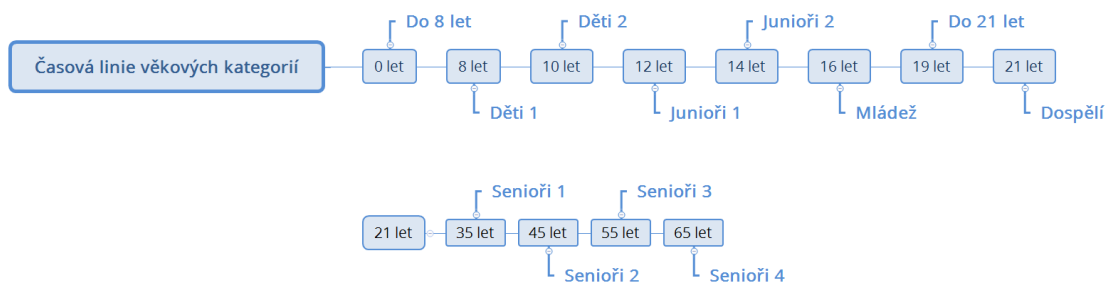 Do 8 let
Děti 2
Junioři 2
Do 21 let
Časová linie věkových kategorií
0 let
8 let
10 let
12 let
14 let
16 let
19 let
21 let
Děti 1
Junioři 1
Mládež
Dospělí
Senioři 1
Senioři 3
21 let
35 let
45 let
55 let
65 let
Senioři 2
Senioři 4